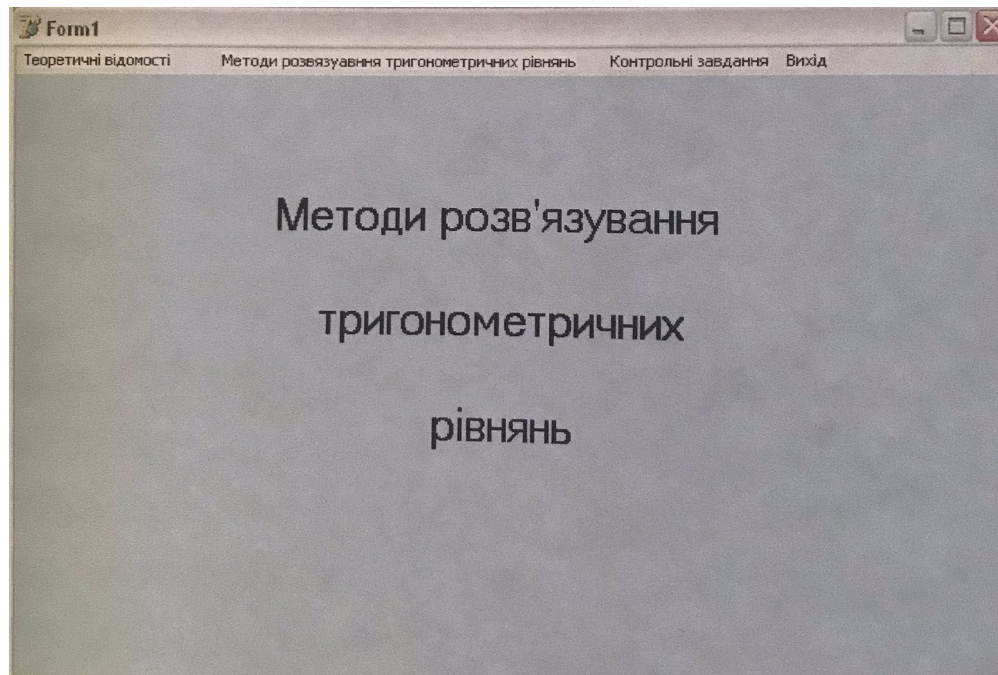 Form1
Теоретичні відомості Методи розвязуавння тригонометричних рівнянь Контрольні завдання Вихід
Методи розв'язування
тригонометричних
рівнянь